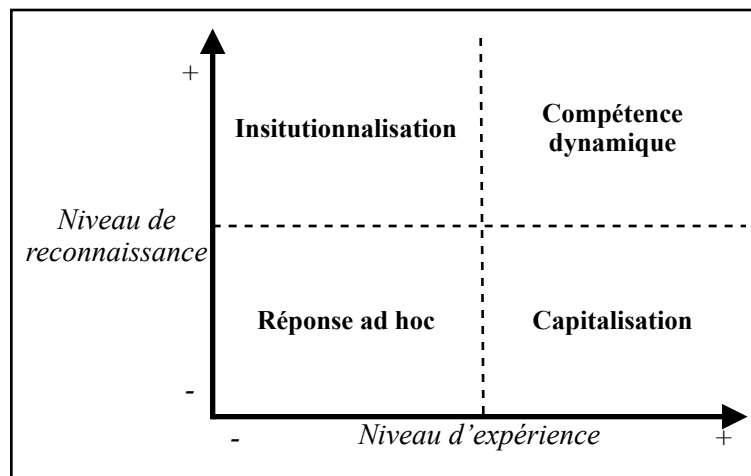 +
Insitutionnalisation
Compétence
dynamique
Niveau de
reconnaissance
Réponse ad hoc
Capitalisation
-
-
Niveau d’expérience
+